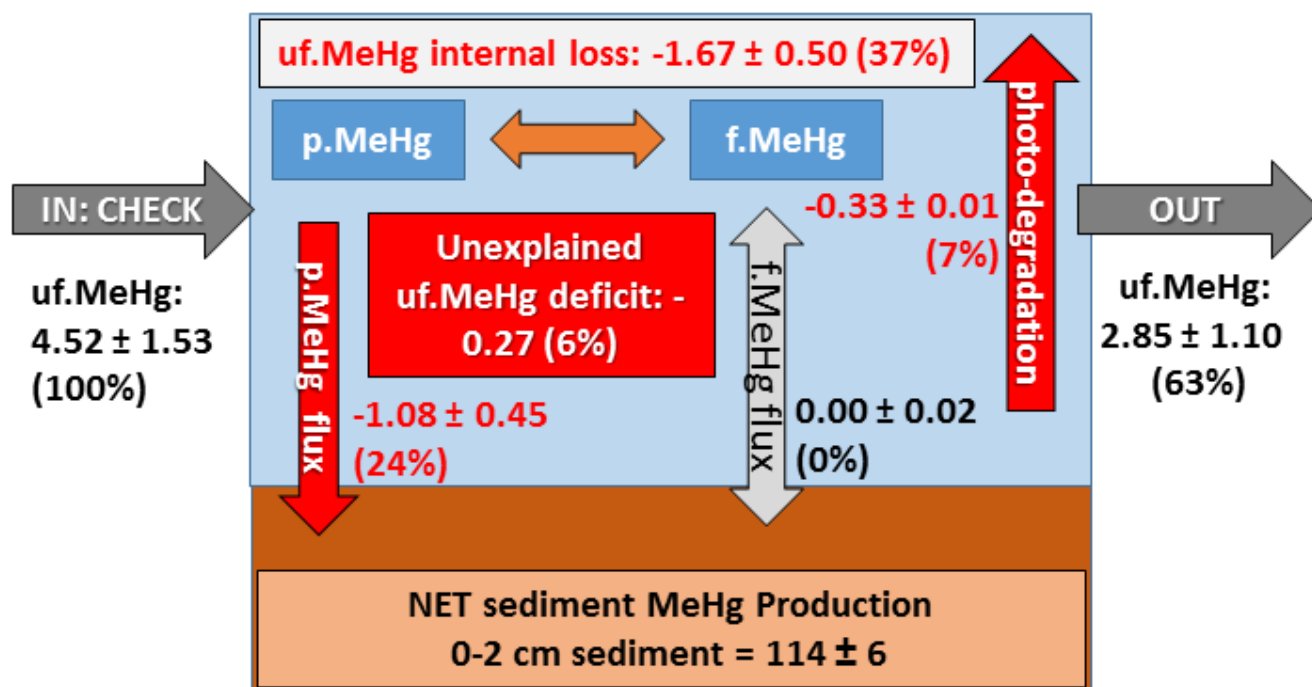 uf.MeHg internal loss: -1.67 ± 0.50 (37%)
p.MeHg
f.MeHg
photo-degradation
IN: CHECK
OUT
uf.MeHg:
4.52 ± 1.53
(100%)
p.MeHg flux
Unexplained
uf.MeHg deficit: -
0.27 (6%)
f.MeHg flux
-0.33 ± 0.01
(7%)
uf.MeHg:
2.85 ± 1.10
(63%)
-1.08 ± 0.45
(24%)
0.00 ± 0.02
(0%)
NET sediment MeHg Production
0-2 cm sediment = 114 ± 6